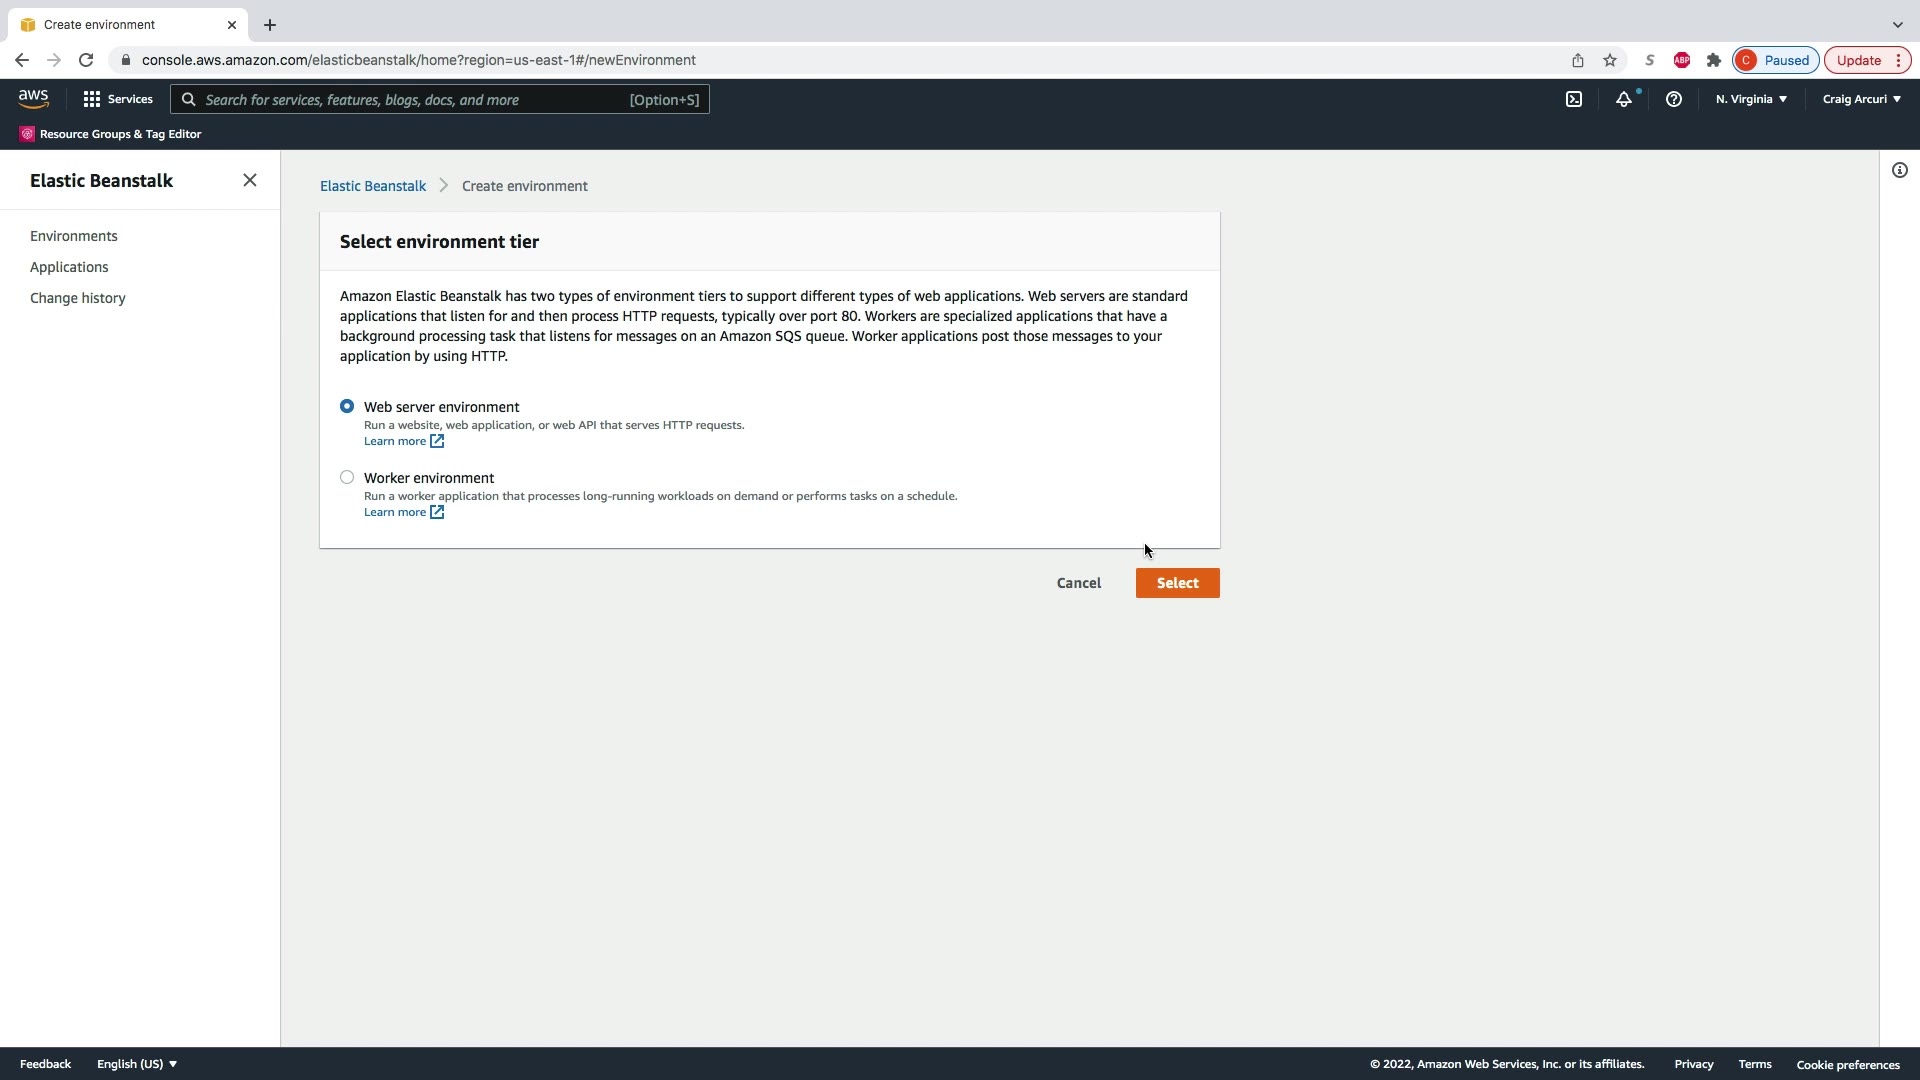 Create environment
console.aws.amazon.com/elasticbeanstalk/home?region=us-east-1#/newEnvironment
S
ABP
C Paused
Update
aws
Services
Search for services, features, blogs, docs, and more [Option+S]
N. Virginia
Craig Arcuri
Resource Groups & Tag Editor
Elastic Beanstalk
Environments
Applications
Change history
Elastic Beanstalk
Create environment
Select environment tier
Amazon Elastic Beanstalk has two types of environment tiers to support different types of web applications. Web servers are standard
applications that listen for and then process HTTP requests, typically over port 80. Workers are specialized applications that have a
background processing task that listens for messages on an Amazon SQS queue. Worker applications post those messages to your
application by using HTTP.
Web server environment
Run a website, web application, or web API that serves HTTP requests.
Learn more
Worker environment
Run a worker application that processes long-running workloads on demand or performs tasks on a schedule.
Learn more
Cancel
Select
Feedback
English (US)
© 2022, Amazon Web Services, Inc. or its affiliates.
Privacy
Terms
Cookie preferences